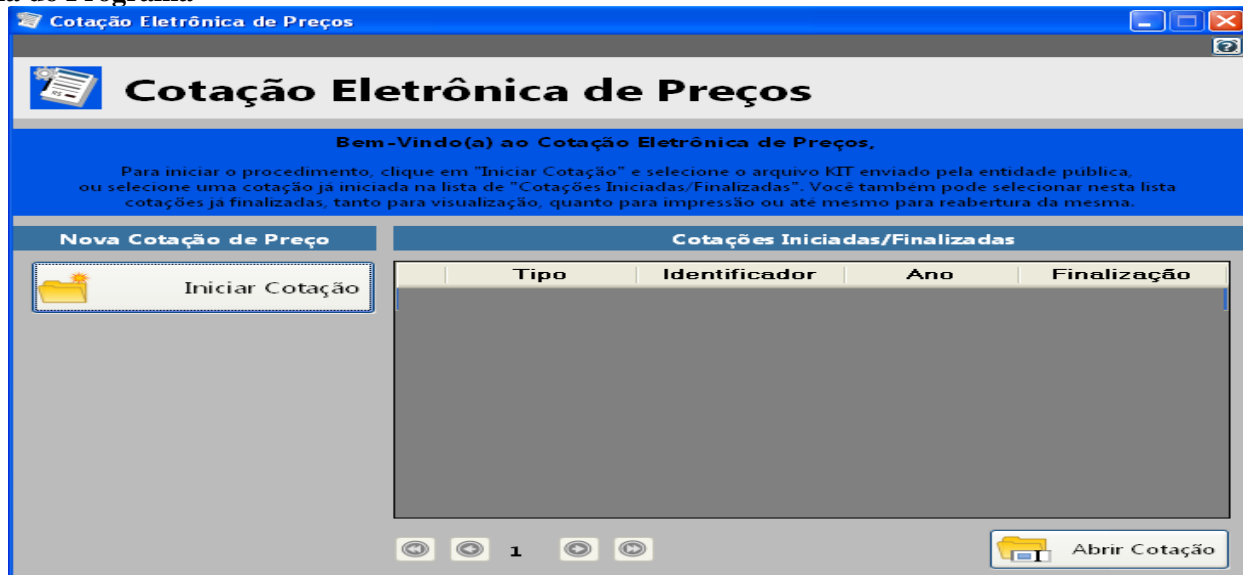 Cotação Eletrônica de Preços
Cotação Eletrônica de Preços
Bem-Vindo(a) ao Cotação Eletrônica de Preços,
Para iniciar o procedimento, clique em "Iniciar Cotação" e selecione o arquivo KIT enviado pela entidade pública,
ou selecione uma cotação já iniciada na lista de "Cotações Iniciadas/Finalizadas". Você também pode selecionar nesta lista
cotações já finalizadas, tanto para visualização, quanto para impressão ou até mesmo para reabertura da mesma.
Nova Cotação de Preço
Cotações Iniciadas/Finalizadas
Iniciar Cotação
Tipo Identificador Ano Finalização
1
Abrir Cotação